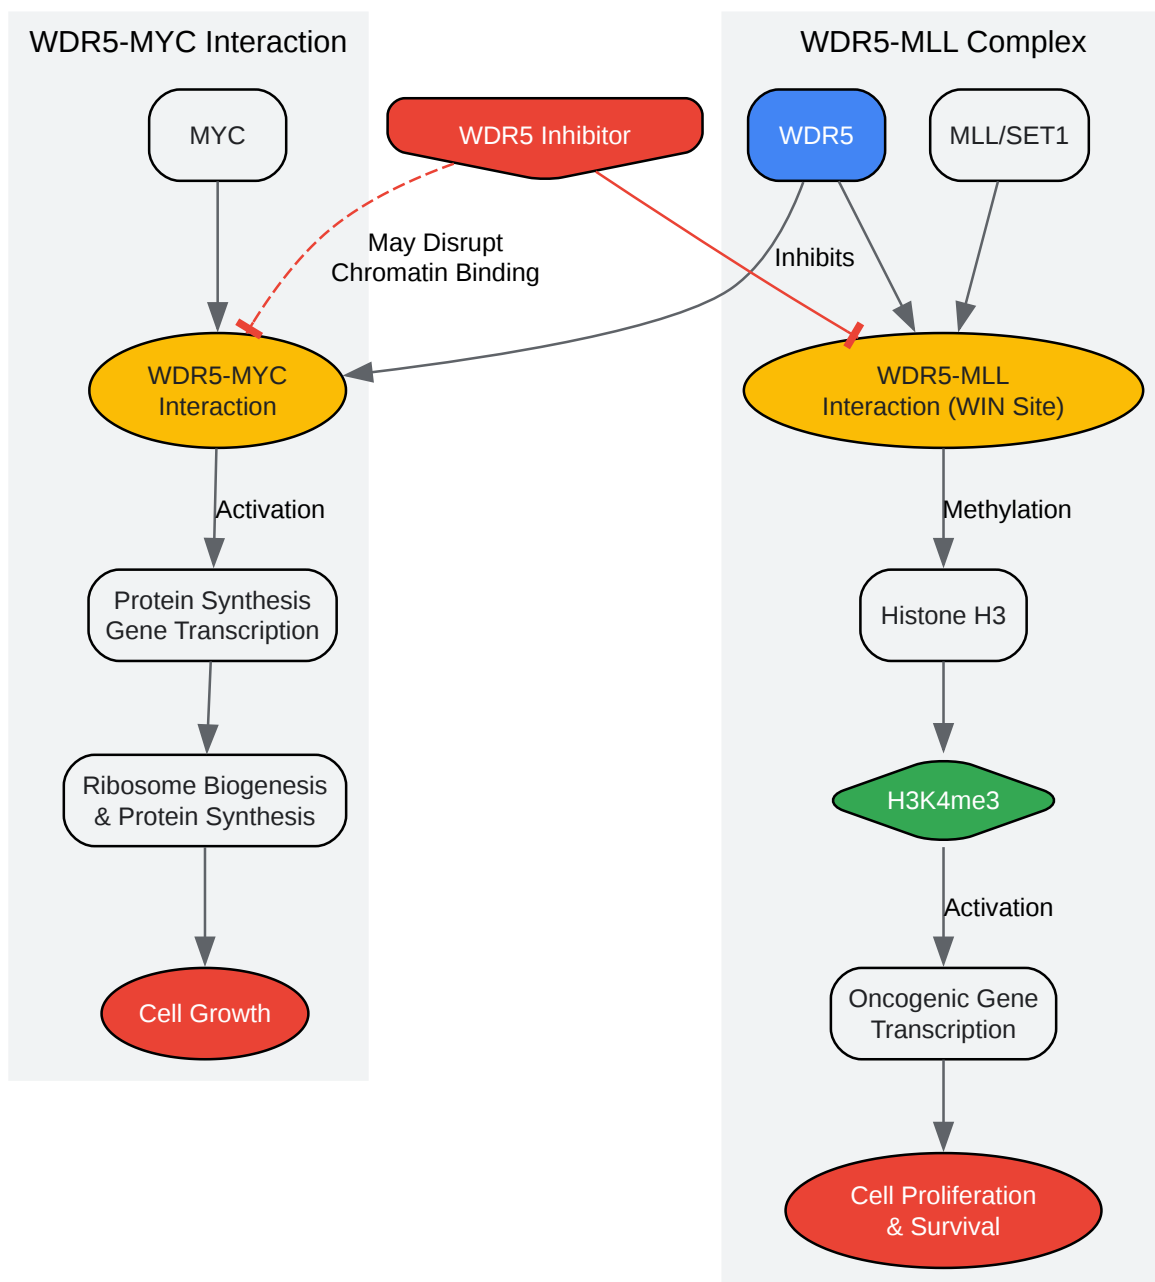 WDR5-MYC Interaction
WDR5-MLL Complex
MYC
WDR5 Inhibitor
WDR5
MLL/SET1
May Disrupt
Chromatin Binding
Inhibits
WDR5-MYC
Interaction
WDR5-MLL
Interaction (WIN Site)
Activation
Methylation
Protein Synthesis
Gene Transcription
Histone H3
Ribosome Biogenesis
& Protein Synthesis
H3K4me3
Activation
Cell Growth
Oncogenic Gene
Transcription
Cell Proliferation
& Survival